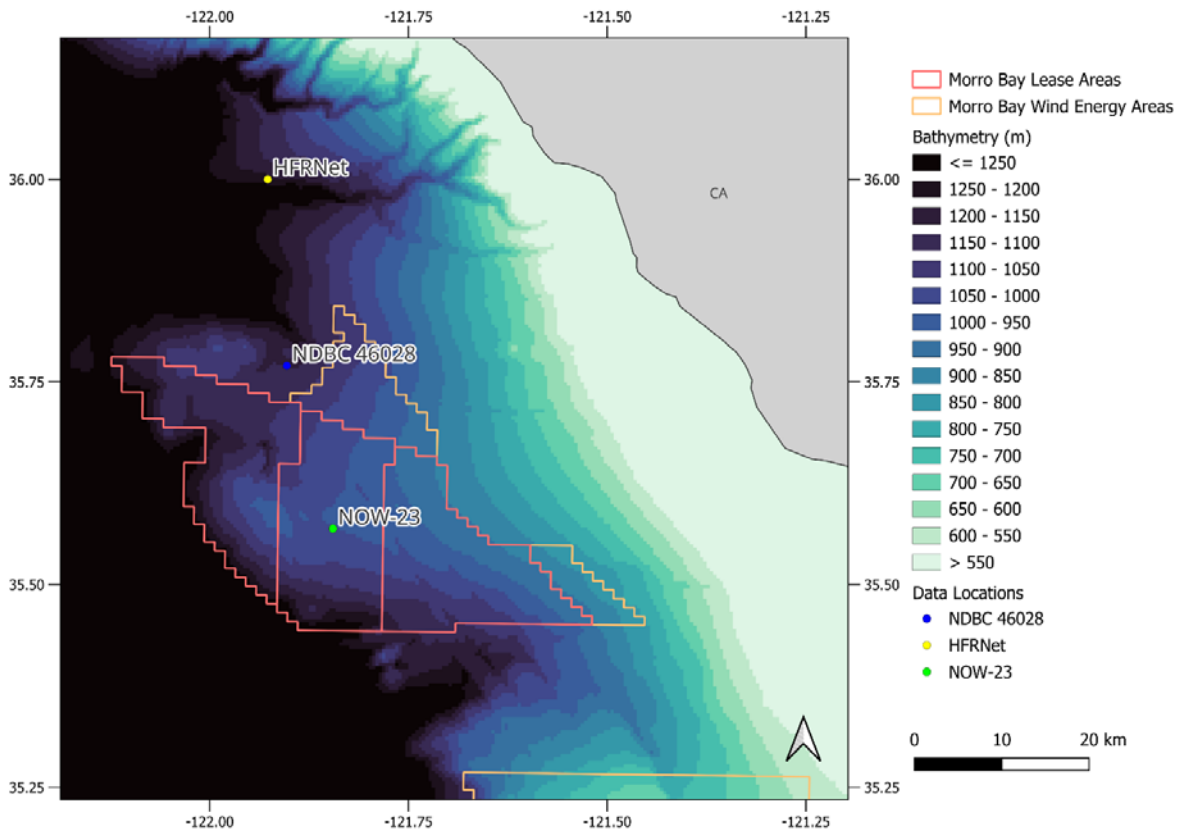 -122.00 -121.75 -121.50 -121.25
36.00 36.00
35.75 35.75
35.50 35.50
35.25 35.25
HFRNet
CA
NDBC 46028
NOW-23
-122.00 -121.75 -121.50 -121.25
Morro Bay Lease Areas
Morro Bay Wind Energy Areas
Bathymetry (m)
<= 1250
1250 - 1200
1200 - 1150
1150 - 1100
1100 - 1050
1050 - 1000
1000 - 950
950 - 900
900 - 850
850 - 800
800 - 750
750 - 700
700 - 650
650 - 600
600 - 550
> 550
Data Locations
NDBC 46028
HFRNet
NOW-23
0 10 20 km